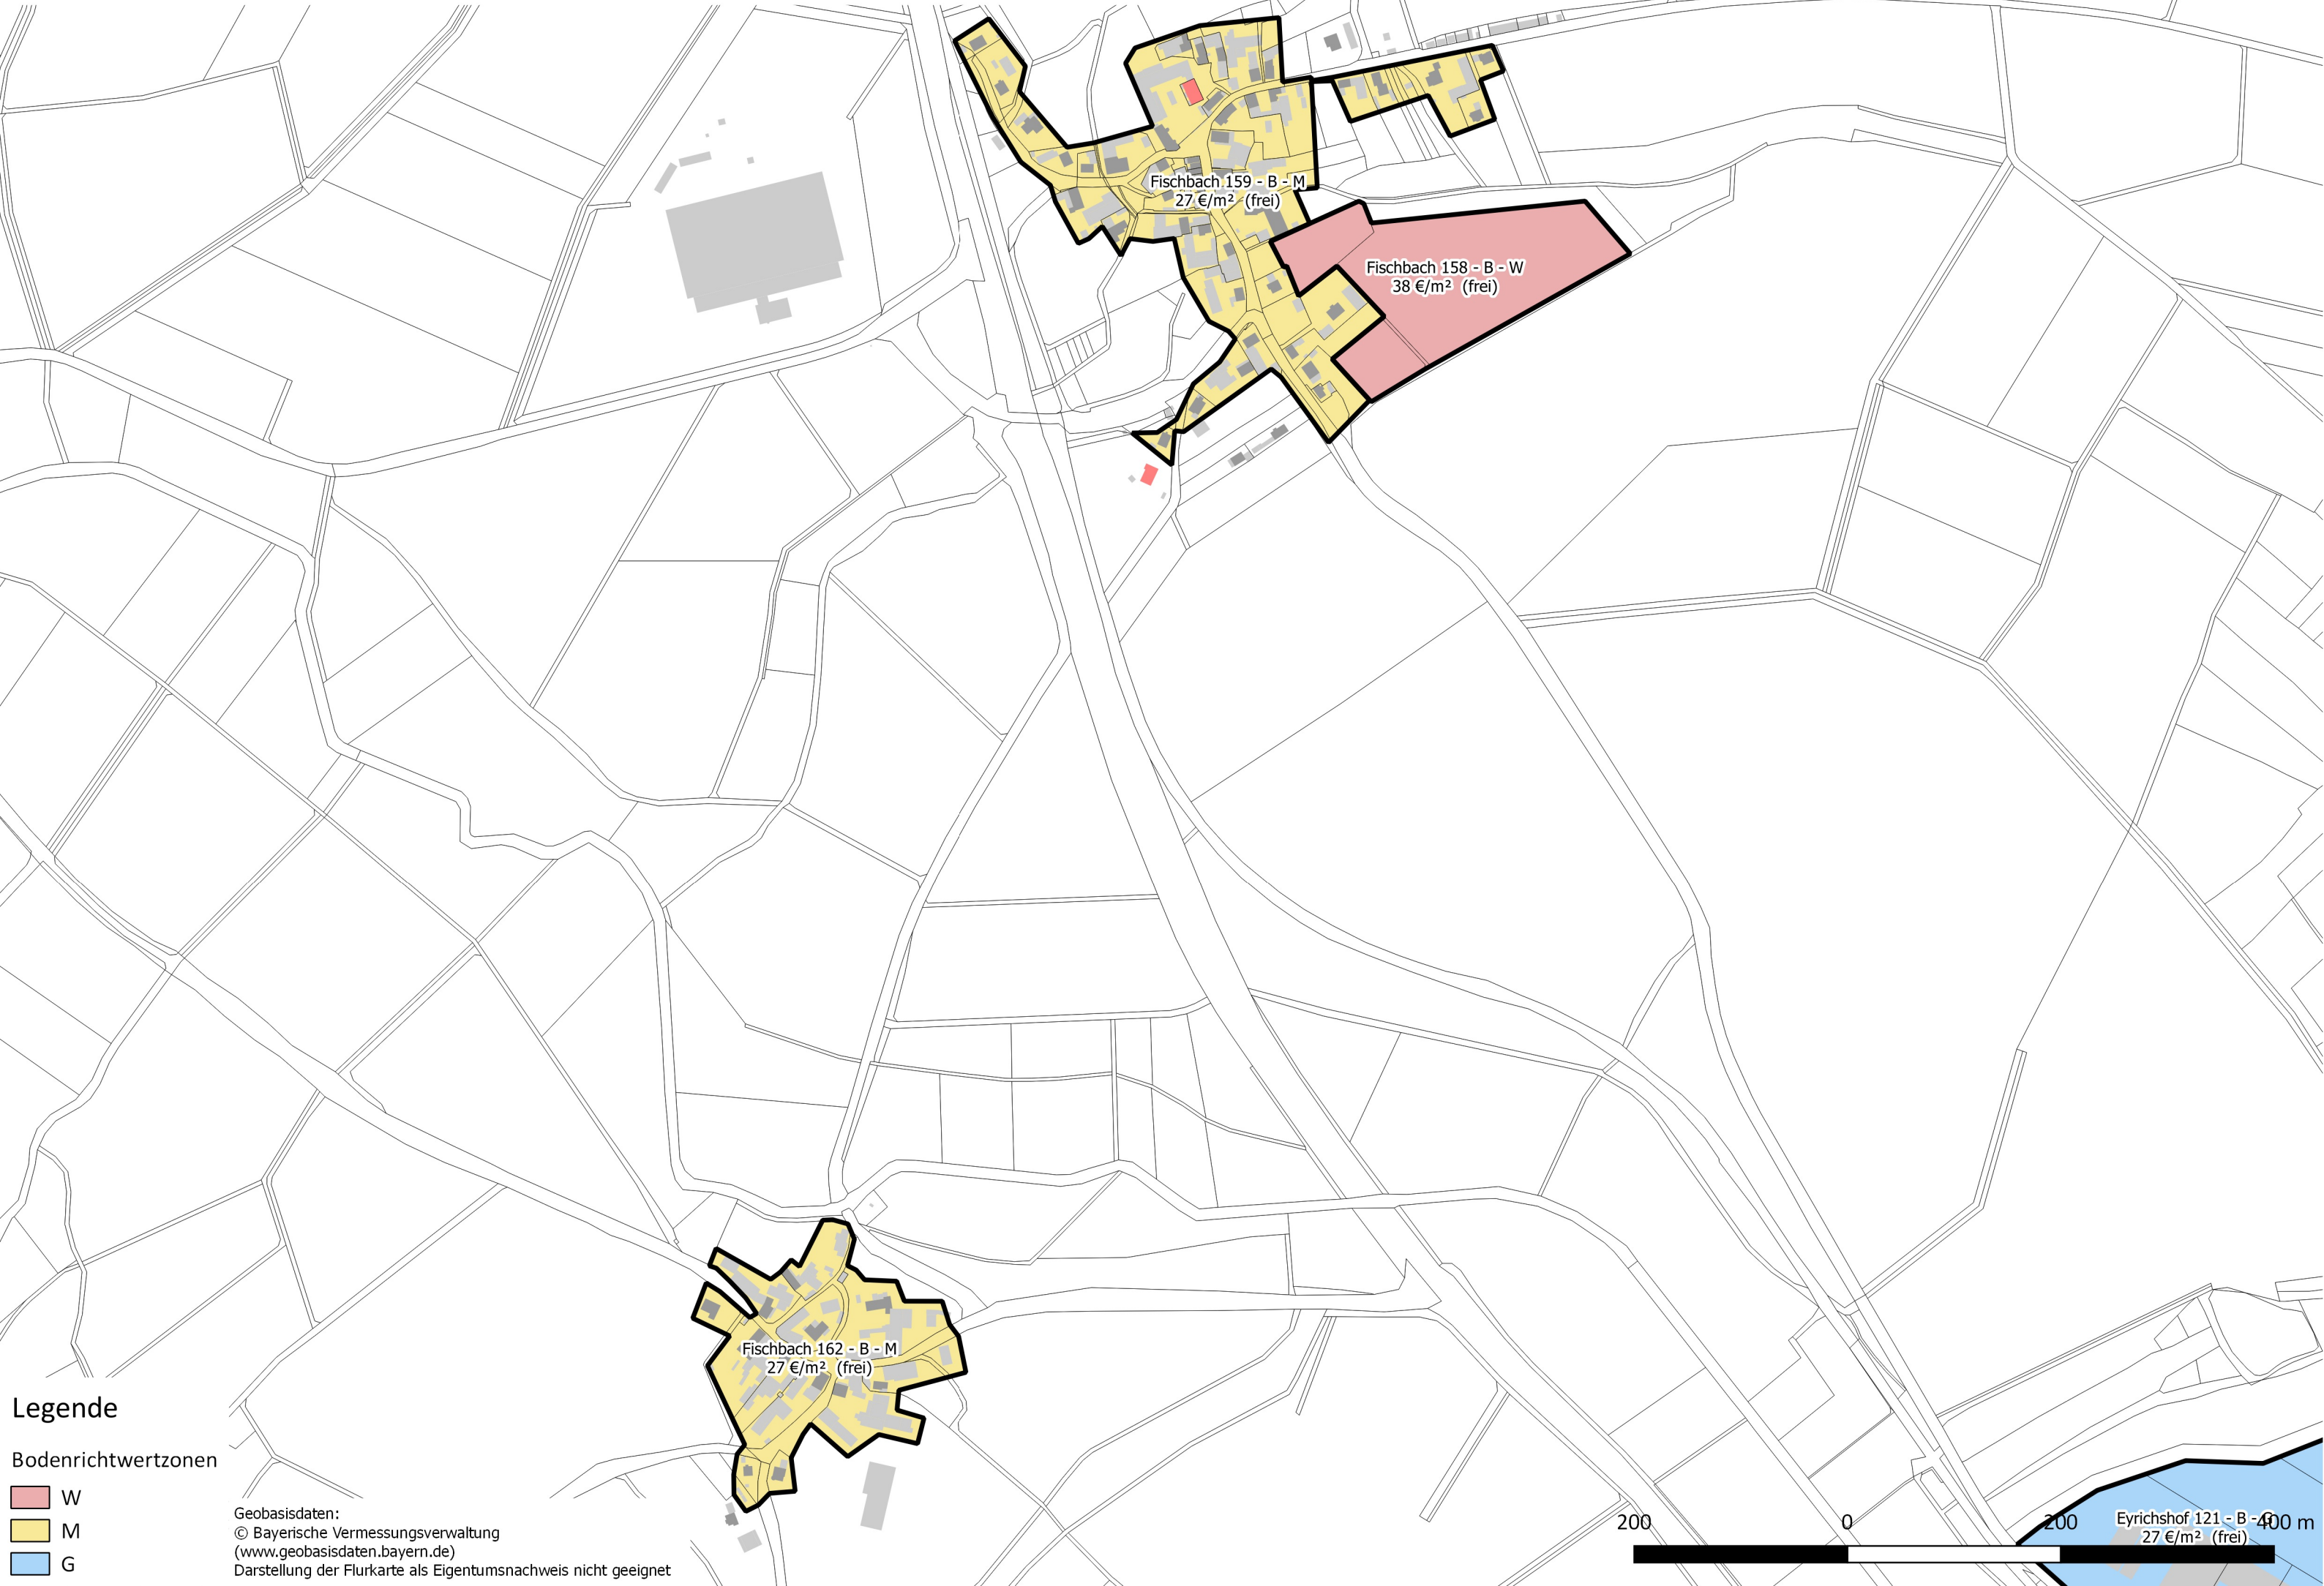 Fischbach 159 - B - M
27 €/m² (frei)
Fischbach 158 - B - W
38 €/m² (frei)
Fischbach 162 - B - M
27 €/m² (frei)
Legende
Bodenrichtwertzonen
W
M
G
Geobasisdaten:
© Bayerische Vermessungsverwaltung
(www.geobasisdaten.bayern.de)
Darstellung der Flurkarte als Eigentumsnachweis nicht geeignet
200 0 200 400 m
Eyrichshof 121 - B - G
27 €/m² (frei)